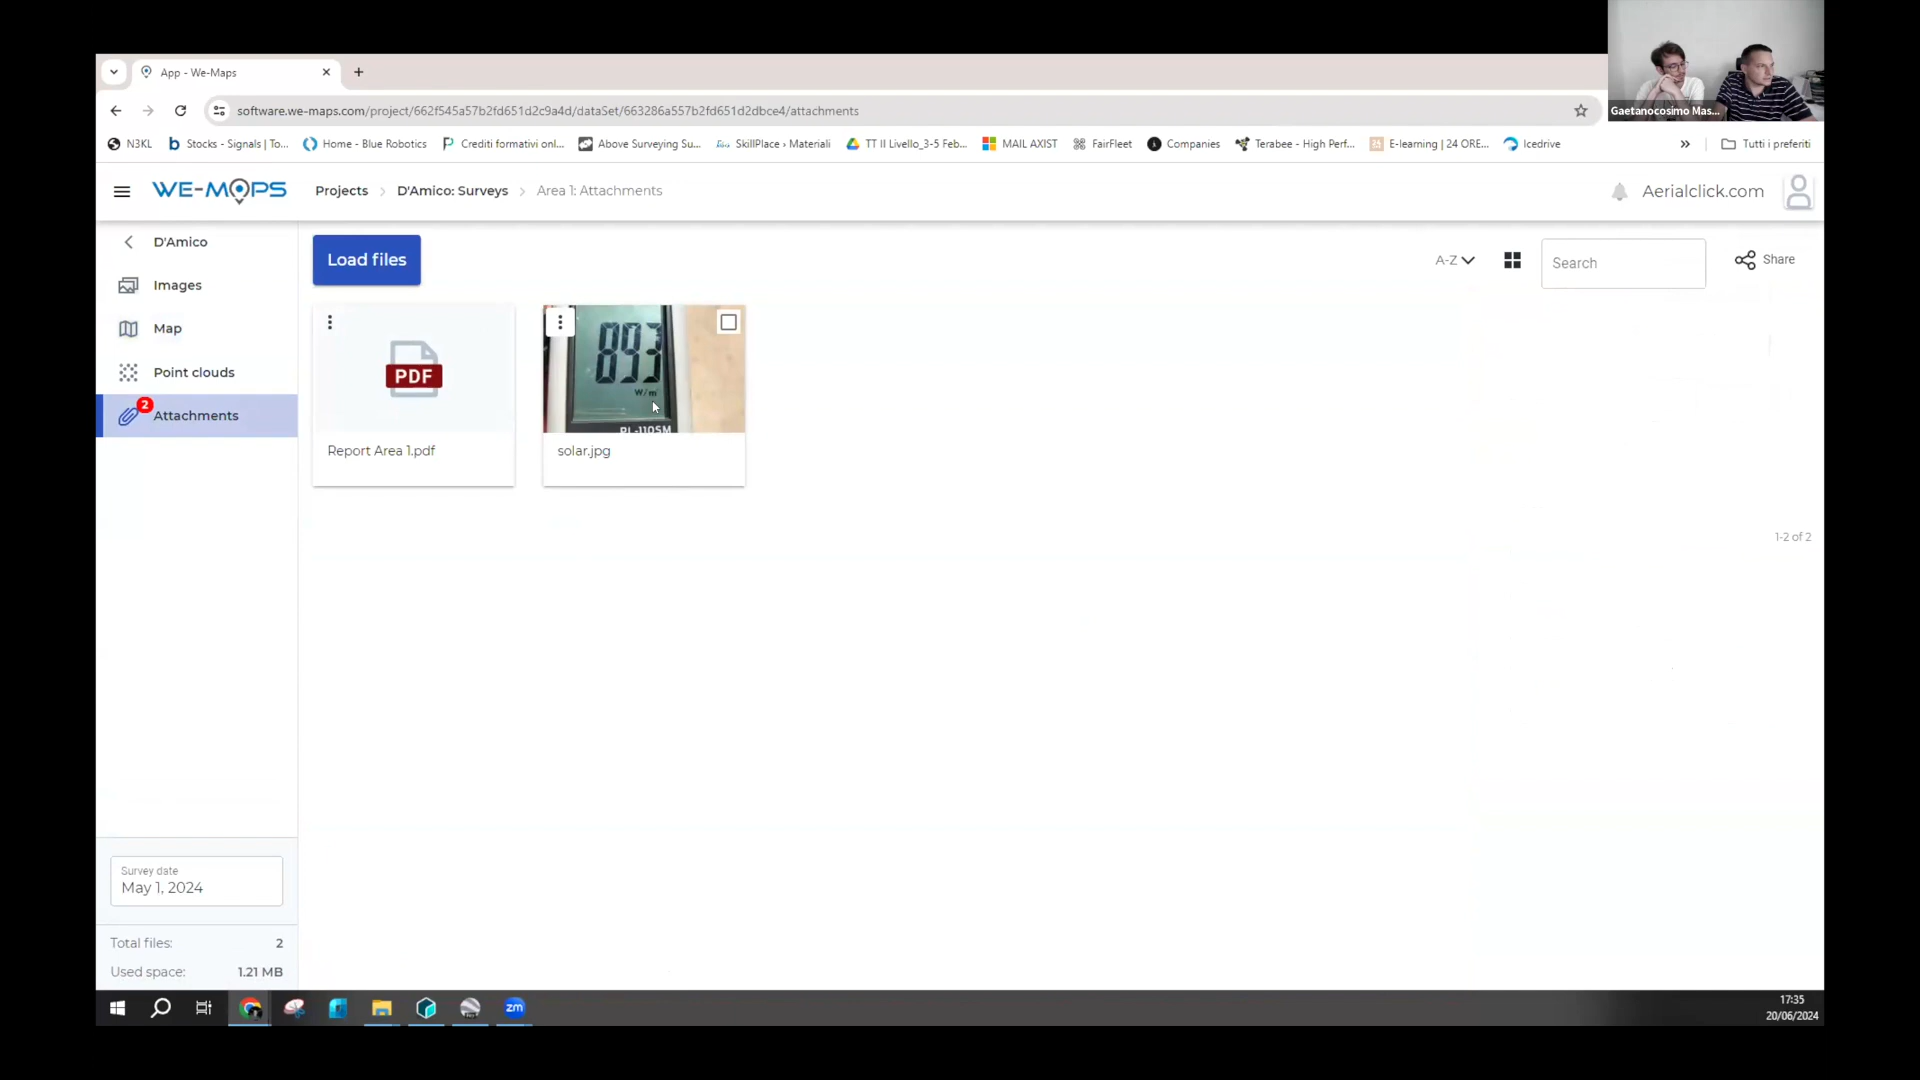 App - We-Maps
software.we-maps.com/project/662f545a57b2fd651d2c9a4d/dataSet/663286a557b2fd651d2dbce4/attachments
Gaetanocosimo Mas...
N3KL
Stocks - Signals | To...
Home - Blue Robotics
Crediti formativi onl...
Above Surveying Su...
SkillPlace › Materiali
TT II Livello_3-5 Feb...
MAIL AXIST
FairFleet
Companies
Terabee - High Perf...
E-learning | 24 ORE...
Icedrive
Tutti i preferiti
WE-MAPS
Projects
D'Amico: Surveys
Area 1: Attachments
Aerialclick.com
D'Amico
Images
Map
Point clouds
2
Attachments
Load files
A-Z
Search
Share
PDF
Report Area 1.pdf
893
W/m
PL-110SM
solar.jpg
1-2 of 2
Survey date
May 1, 2024
Total files: 2
Used space: 1.21 MB
zm
17:35
20/06/2024